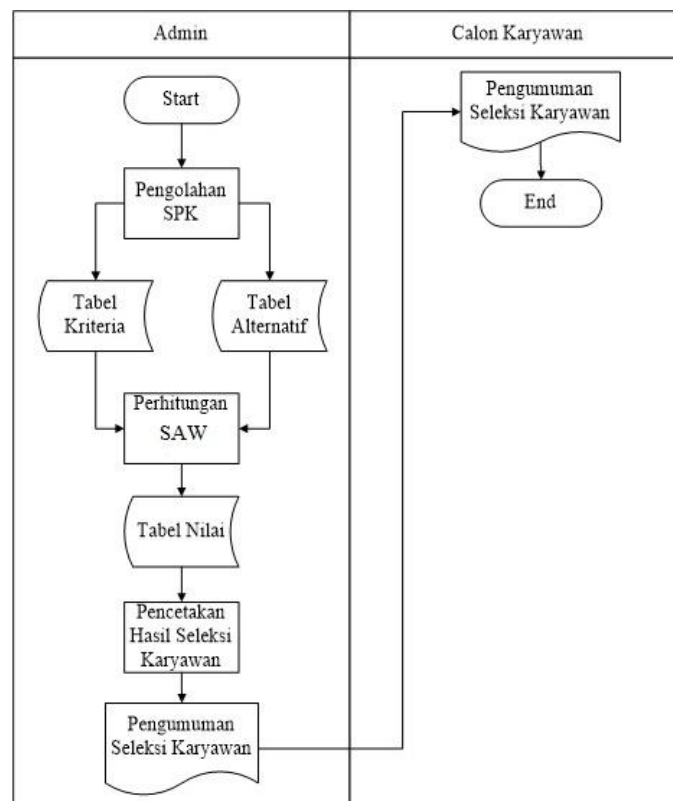 Admin
Calon Karyawan
Start
Pengolahan
SPK
Tabel
Kriteria
Tabel
Alternatif
Perhitungan
SAW
Tabel Nilai
Pencetakan
Hasil Seleksi
Karyawan
Pengumuman
Seleksi Karyawan
Pengumuman
Seleksi Karyawan
End